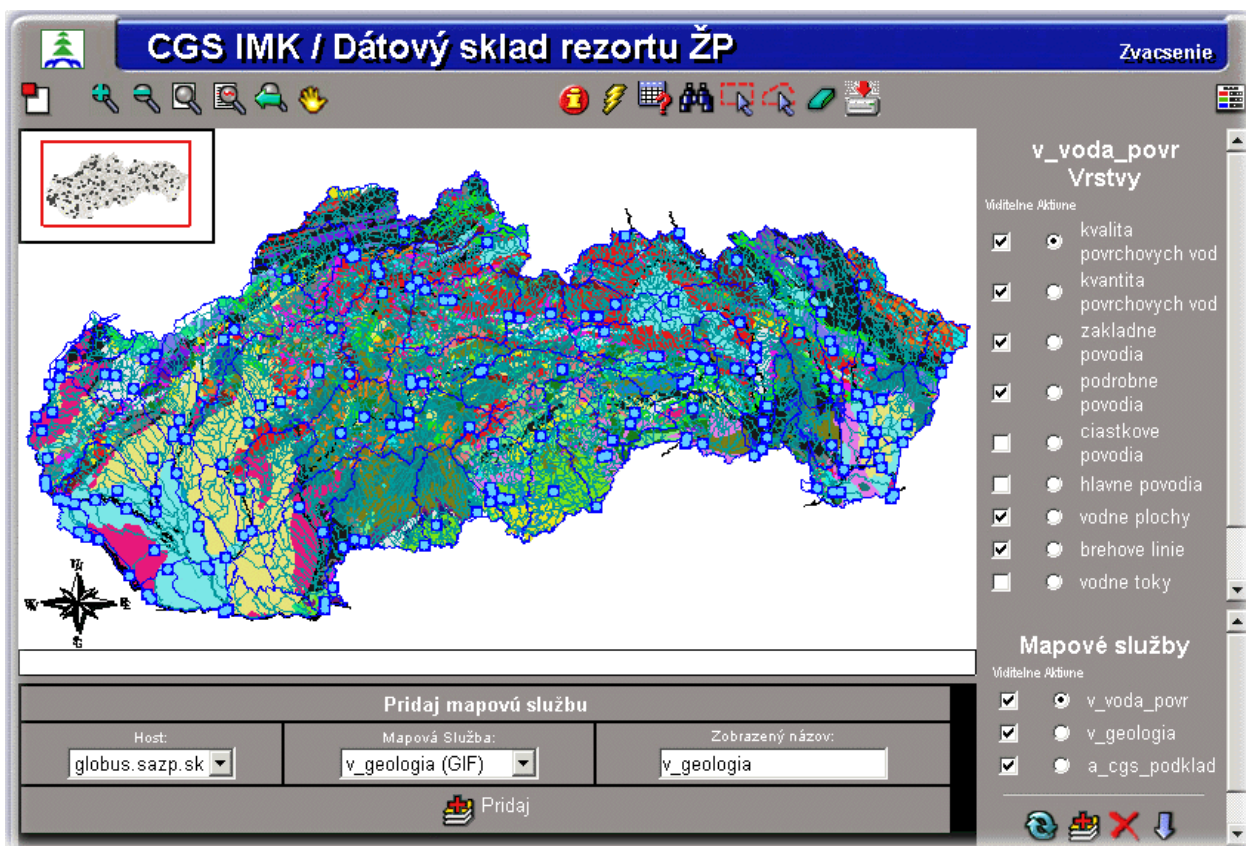 CGS IMK / Dátový sklad rezortu ŽP
Zvacsenie
v_voda_povr
Vrstvy
Viditelne Aktivne
kvalita
povrchovych vod
kvantita
povrchovych vod
zakladne
povodia
podrobne
povodia
ciastkove
povodia
hlavne povodia
vodne plochy
brehove linie
vodne toky
Mapové služby
Viditelne Aktivne
v_voda_povr
v_geologia
a_cgs_podklad
Pridaj mapovú službu
Host:
Mapová Služba:
Zobrazený názov:
globus.sazp.sk
v_geologia (GIF)
v_geologia
Pridaj